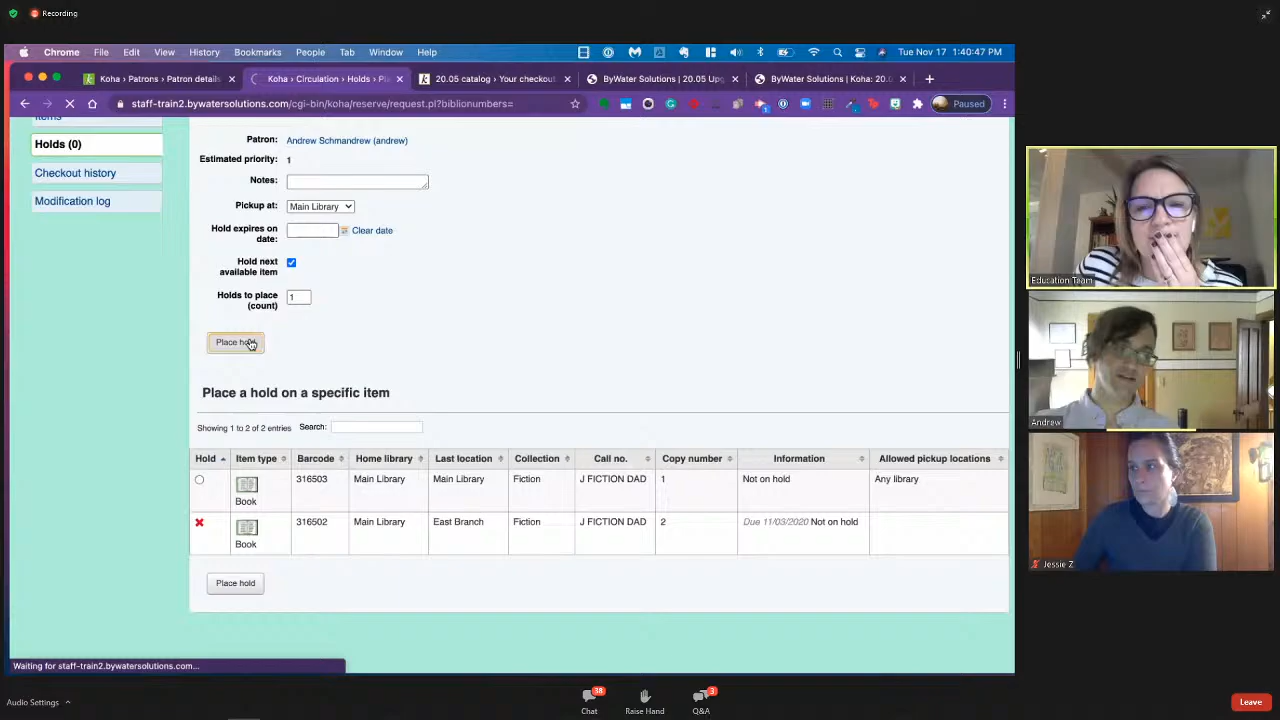 Recording
Chrome File Edit View History Bookmarks People Tab Window Help Tue Nov 17 1:40:47 PM
Koha › Patrons › Patron details Koha › Circulation › Holds › Pl 20.05 catalog › Your checkout ByWater Solutions | 20.05 Upg ByWater Solutions | Koha: 20.
staff-train2.bywatersolutions.com/cgi-bin/koha/reserve/request.pl?biblionumbers= Paused
Items
Holds (0)
Checkout history
Modification log
Patron: Andrew Schmandrew (andrew)
Estimated priority: 1
Notes:
Pickup at: Main Library
Hold expires on date: Clear date
Hold next available item
Holds to place (count) 1
Place hold
Place a hold on a specific item
Showing 1 to 2 of 2 entries Search:
Hold Item type Barcode Home library Last location Collection Call no. Copy number Information Allowed pickup locations
Book 316503 Main Library Main Library Fiction J FICTION DAD 1 Not on hold Any library
Book 316502 Main Library East Branch Fiction J FICTION DAD 2 Due 11/03/2020 Not on hold
Place hold
Waiting for staff-train2.bywatersolutions.com...
Education Team
Andrew
Jessie Z
Audio Settings
38
Chat
Raise Hand
3
Q&A
Leave